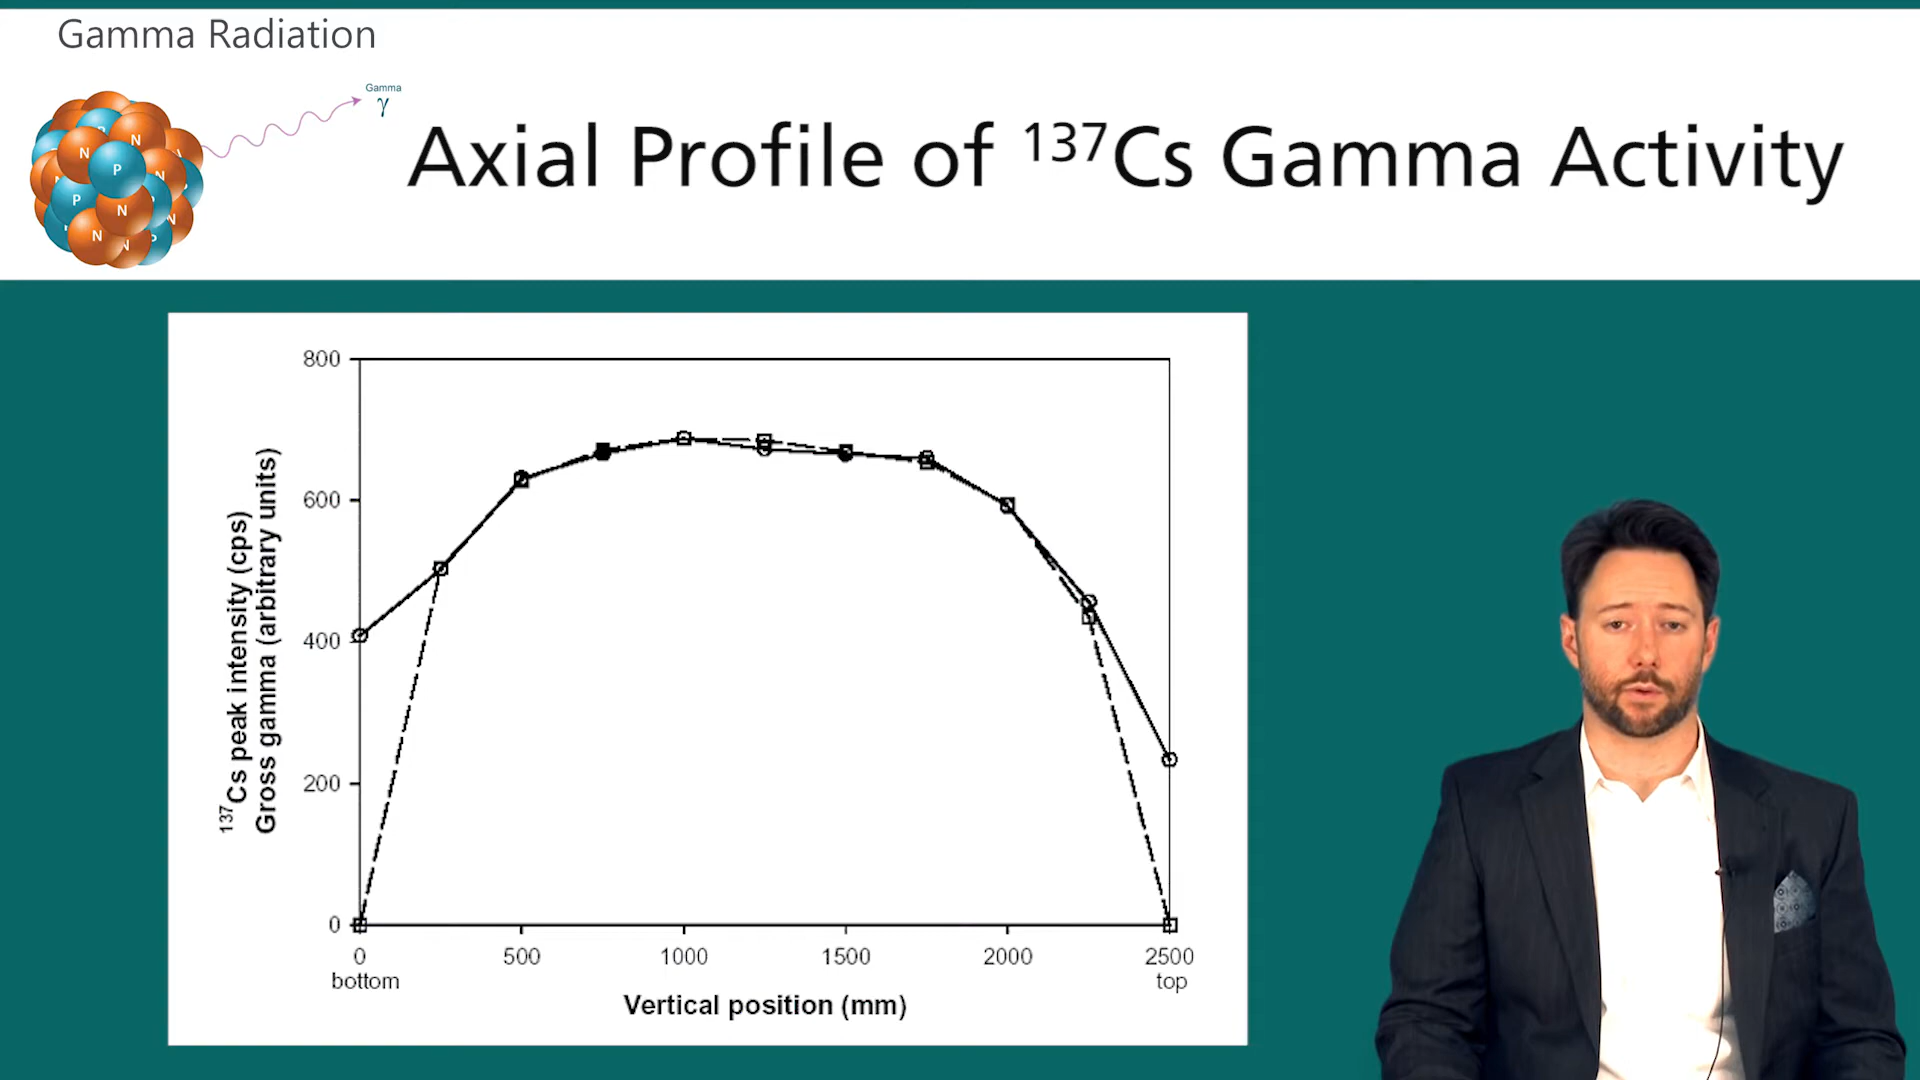 Gamma Radiation
Gamma
γ
N
N
P
N
P
N
N
N
N
P
Axial Profile of ¹³⁷Cs Gamma Activity
800
600
400
200
0
¹³⁷Cs peak intensity (cps)
Gross gamma (arbitrary units)
0 500 1000 1500 2000 2500
bottom top
Vertical position (mm)